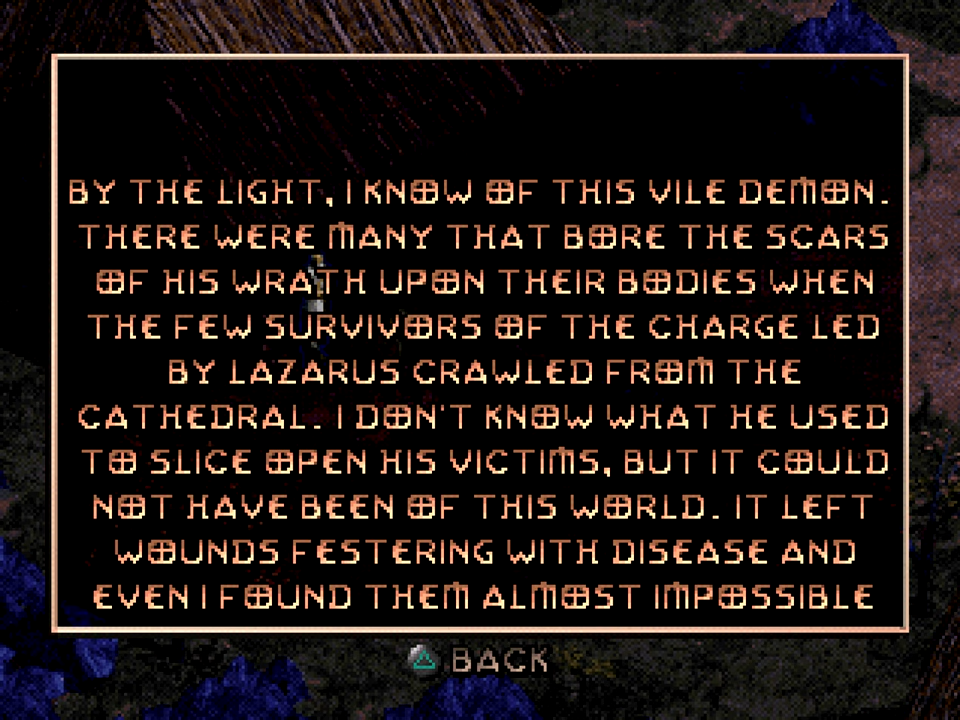 BY THE LIGHT, I KNOW OF THIS VILE DEMON.
THERE WERE MANY THAT BORE THE SCARS
OF HIS WRATH UPON THEIR BODIES WHEN
THE FEW SURVIVORS OF THE CHARGE LED
BY LAZARUS CRAWLED FROM THE
CATHEDRAL. I DON'T KNOW WHAT HE USED
TO SLICE OPEN HIS VICTIMS, BUT IT COULD
NOT HAVE BEEN OF THIS WORLD. IT LEFT
WOUNDS FESTERING WITH DISEASE AND
EVEN I FOUND THEM ALMOST IMPOSSIBLE
BACK